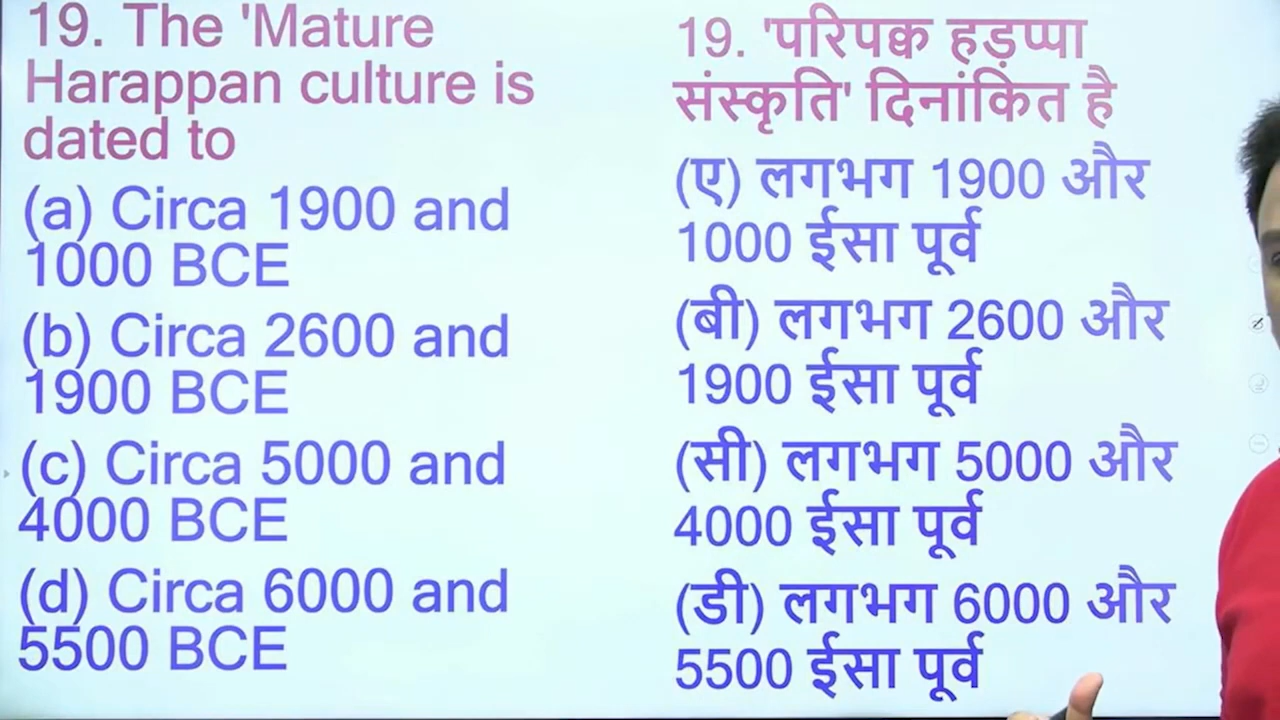 19. The 'Mature
Harappan culture is
dated to
(a) Circa 1900 and
1000 BCE
(b) Circa 2600 and
1900 BCE
(c) Circa 5000 and
4000 BCE
(d) Circa 6000 and
5500 BCE
19. 'परिपक्व हड़प्पा
संस्कृति' दिनांकित है
(ए) लगभग 1900 और
1000 ईसा पूर्व
(बी) लगभग 2600 और
1900 ईसा पूर्व
(सी) लगभग 5000 और
4000 ईसा पूर्व
(डी) लगभग 6000 और
5500 ईसा पूर्व